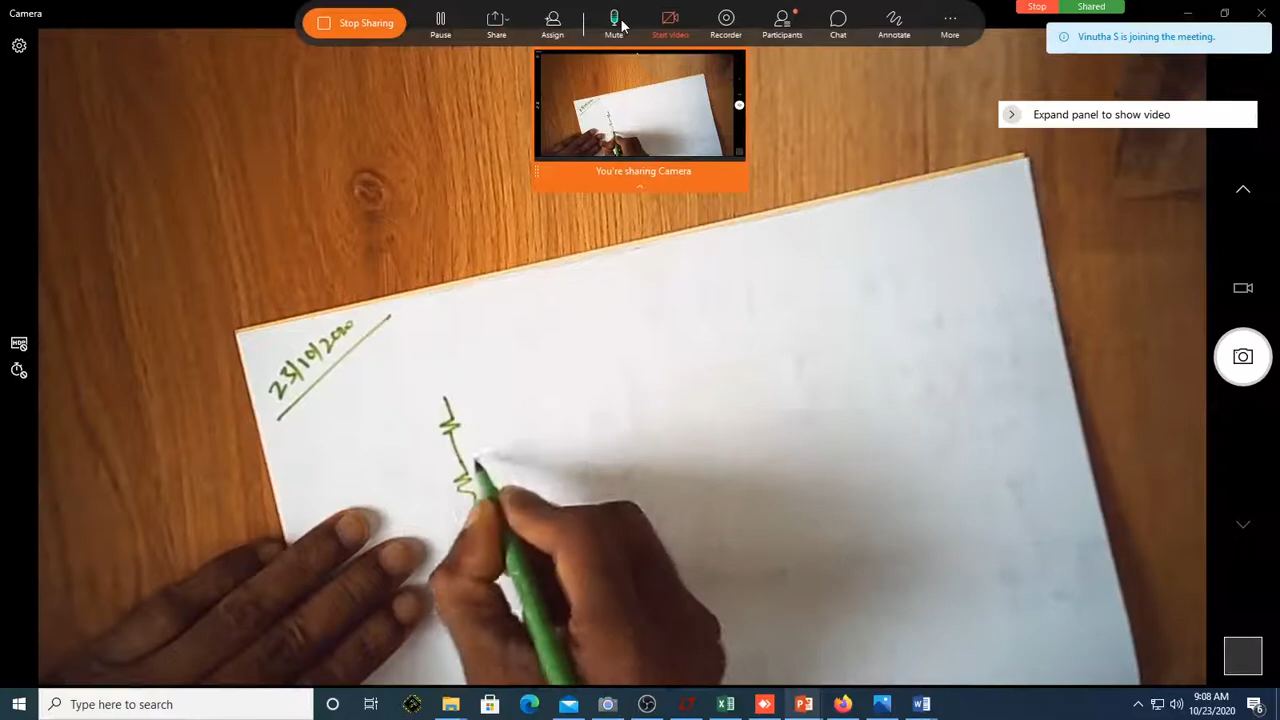 Camera
Stop Sharing
Pause
Share
Assign
Mute
Start Video
Recorder
Participants
Chat
Annotate
More
Stop
Shared
Vinutha S is joining the meeting.
Expand panel to show video
You're sharing Camera
23/10/2020
HDR
Type here to search
9:08 AM
10/23/2020
6